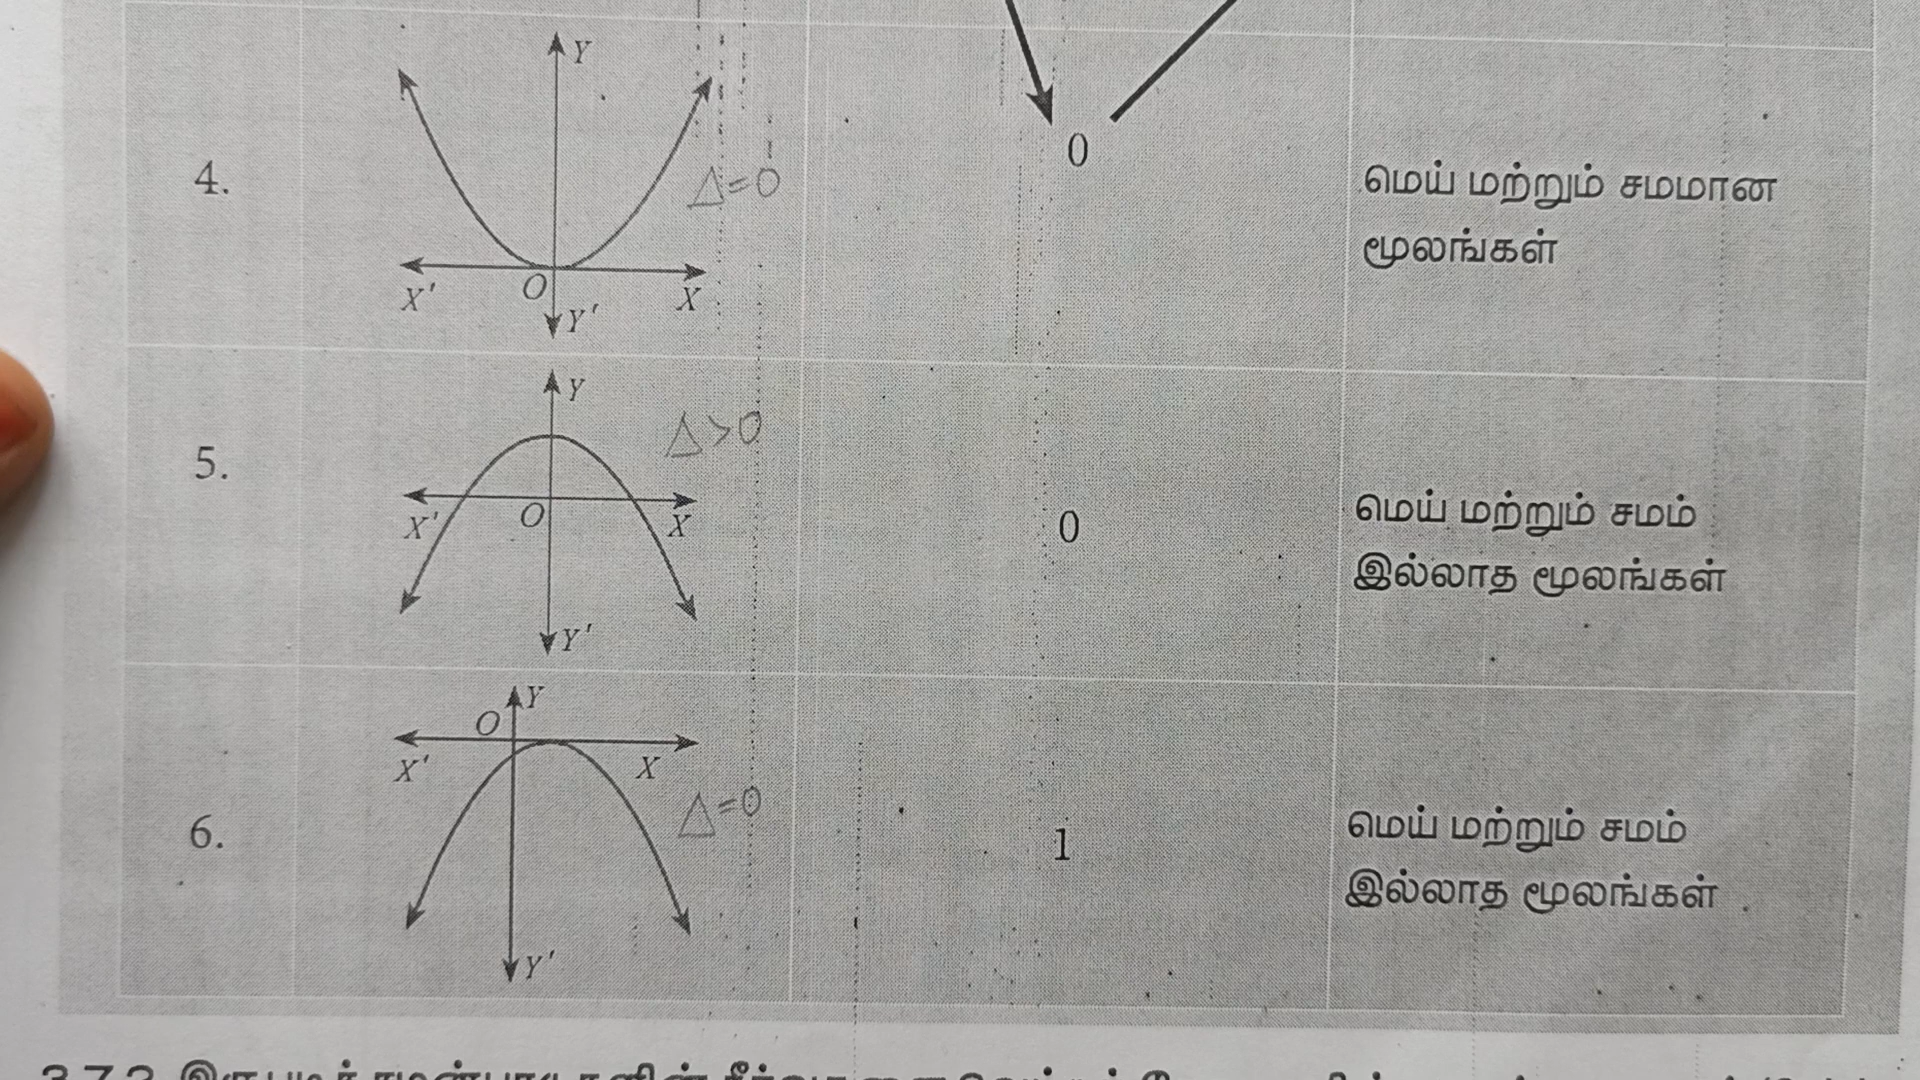 Y
4.
Δ=0
0
மெய் மற்றும் சமமான
மூலங்கள்
X'
O
X
Y'
Y
Δ>0
5.
X'
O
X
0
மெய் மற்றும் சமம்
இல்லாத மூலங்கள்
Y'
Y
O
X'
X
Δ=0
6.
1
மெய் மற்றும் சமம்
இல்லாத மூலங்கள்
Y'